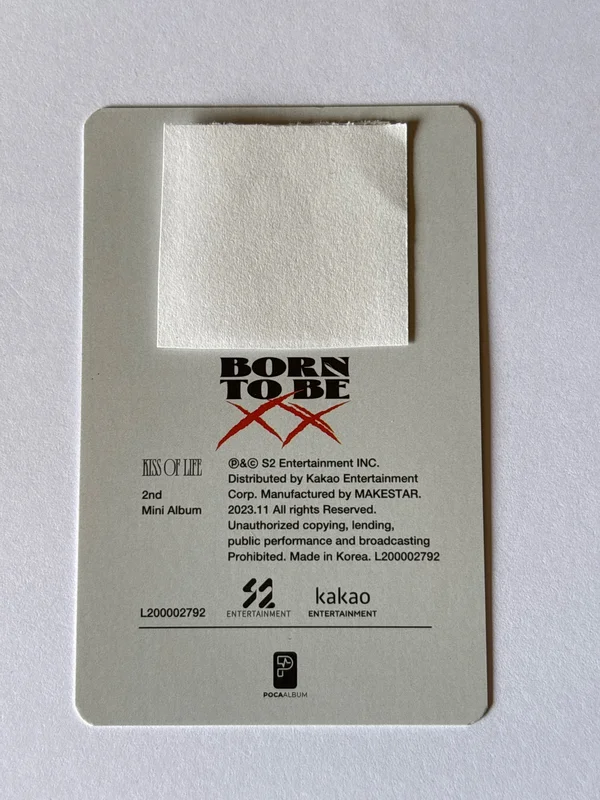 BORN
TO BE
XX
KISS OF LIFE
2nd
Mini Album
Ⓟ&© S2 Entertainment INC.
Distributed by Kakao Entertainment
Corp. Manufactured by MAKESTAR.
2023.11 All rights Reserved.
Unauthorized copying, lending,
public performance and broadcasting
Prohibited. Made in Korea. L200002792
L200002792
S2
ENTERTAINMENT
kakao
ENTERTAINMENT
P
POCAALBUM